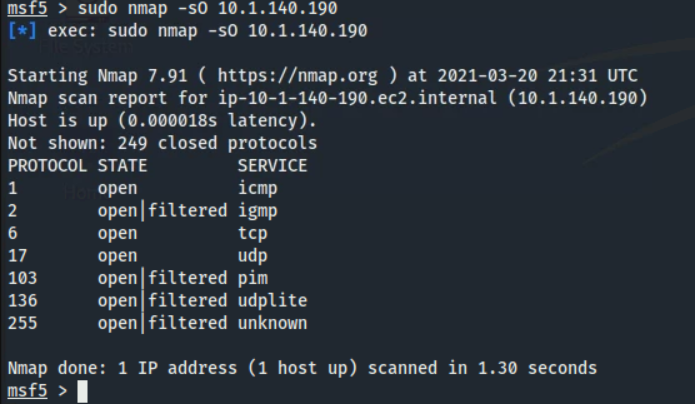 msf5 > sudo nmap -sO 10.1.140.190
[*] exec: sudo nmap -sO 10.1.140.190
Starting Nmap 7.91 ( https://nmap.org ) at 2021-03-20 21:31 UTC
Nmap scan report for ip-10-1-140-190.ec2.internal (10.1.140.190)
Host is up (0.000018s latency).
Not shown: 249 closed protocols
PROTOCOL STATE         SERVICE
1        open          icmp
2        open|filtered igmp
6        open          tcp
17       open          udp
103      open|filtered pim
136      open|filtered udplite
255      open|filtered unknown
Nmap done: 1 IP address (1 host up) scanned in 1.30 seconds
msf5 >